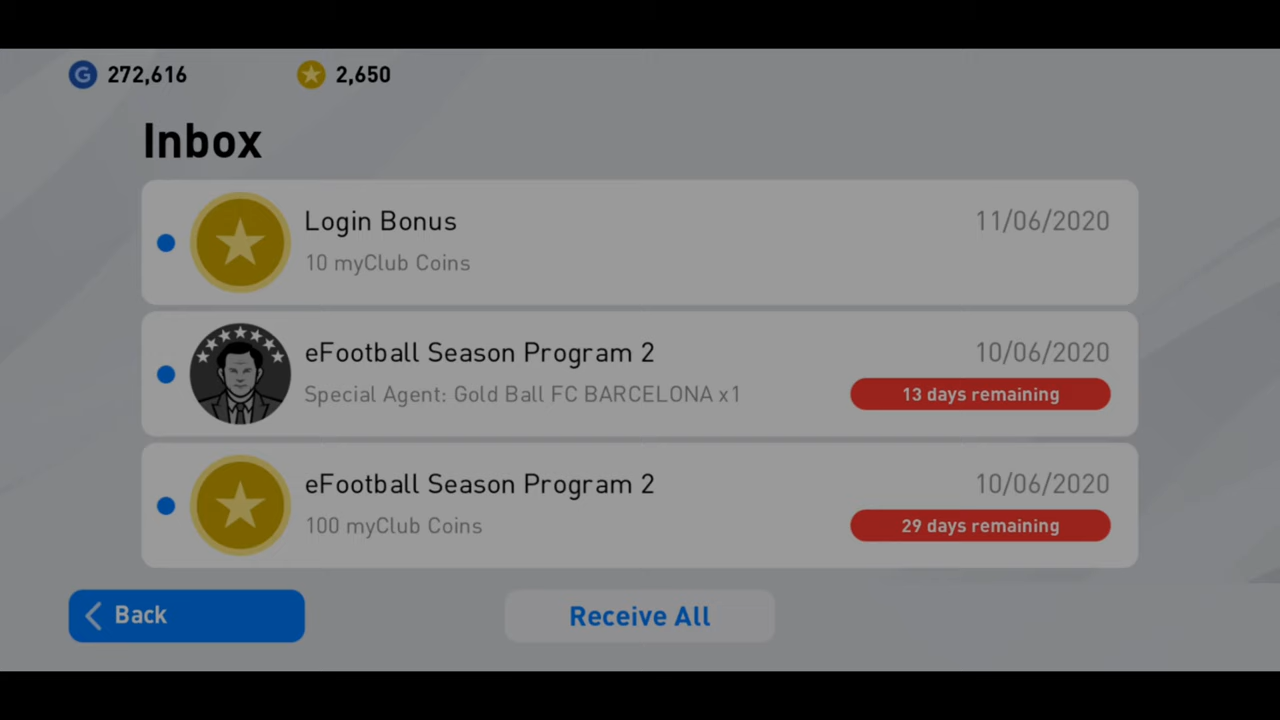 G 272,616 2,650
Inbox
Login Bonus 11/06/2020
10 myClub Coins
eFootball Season Program 2 10/06/2020
Special Agent: Gold Ball FC BARCELONA x1 13 days remaining
eFootball Season Program 2 10/06/2020
100 myClub Coins 29 days remaining
Back Receive All